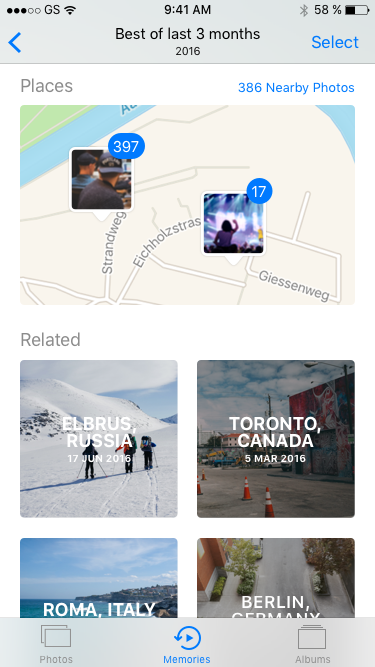 GS 9:41 AM 58 %
Best of last 3 months
2016
Select
Places
386 Nearby Photos
397
17
Strandweg
Eichholzstras
Giessenweg
Related
ELBRUS,
RUSSIA
17 JUN 2016
TORONTO,
CANADA
5 MAR 2016
ROMA, ITALY
BERLIN,
GERMANY
Photos
Memories
Albums